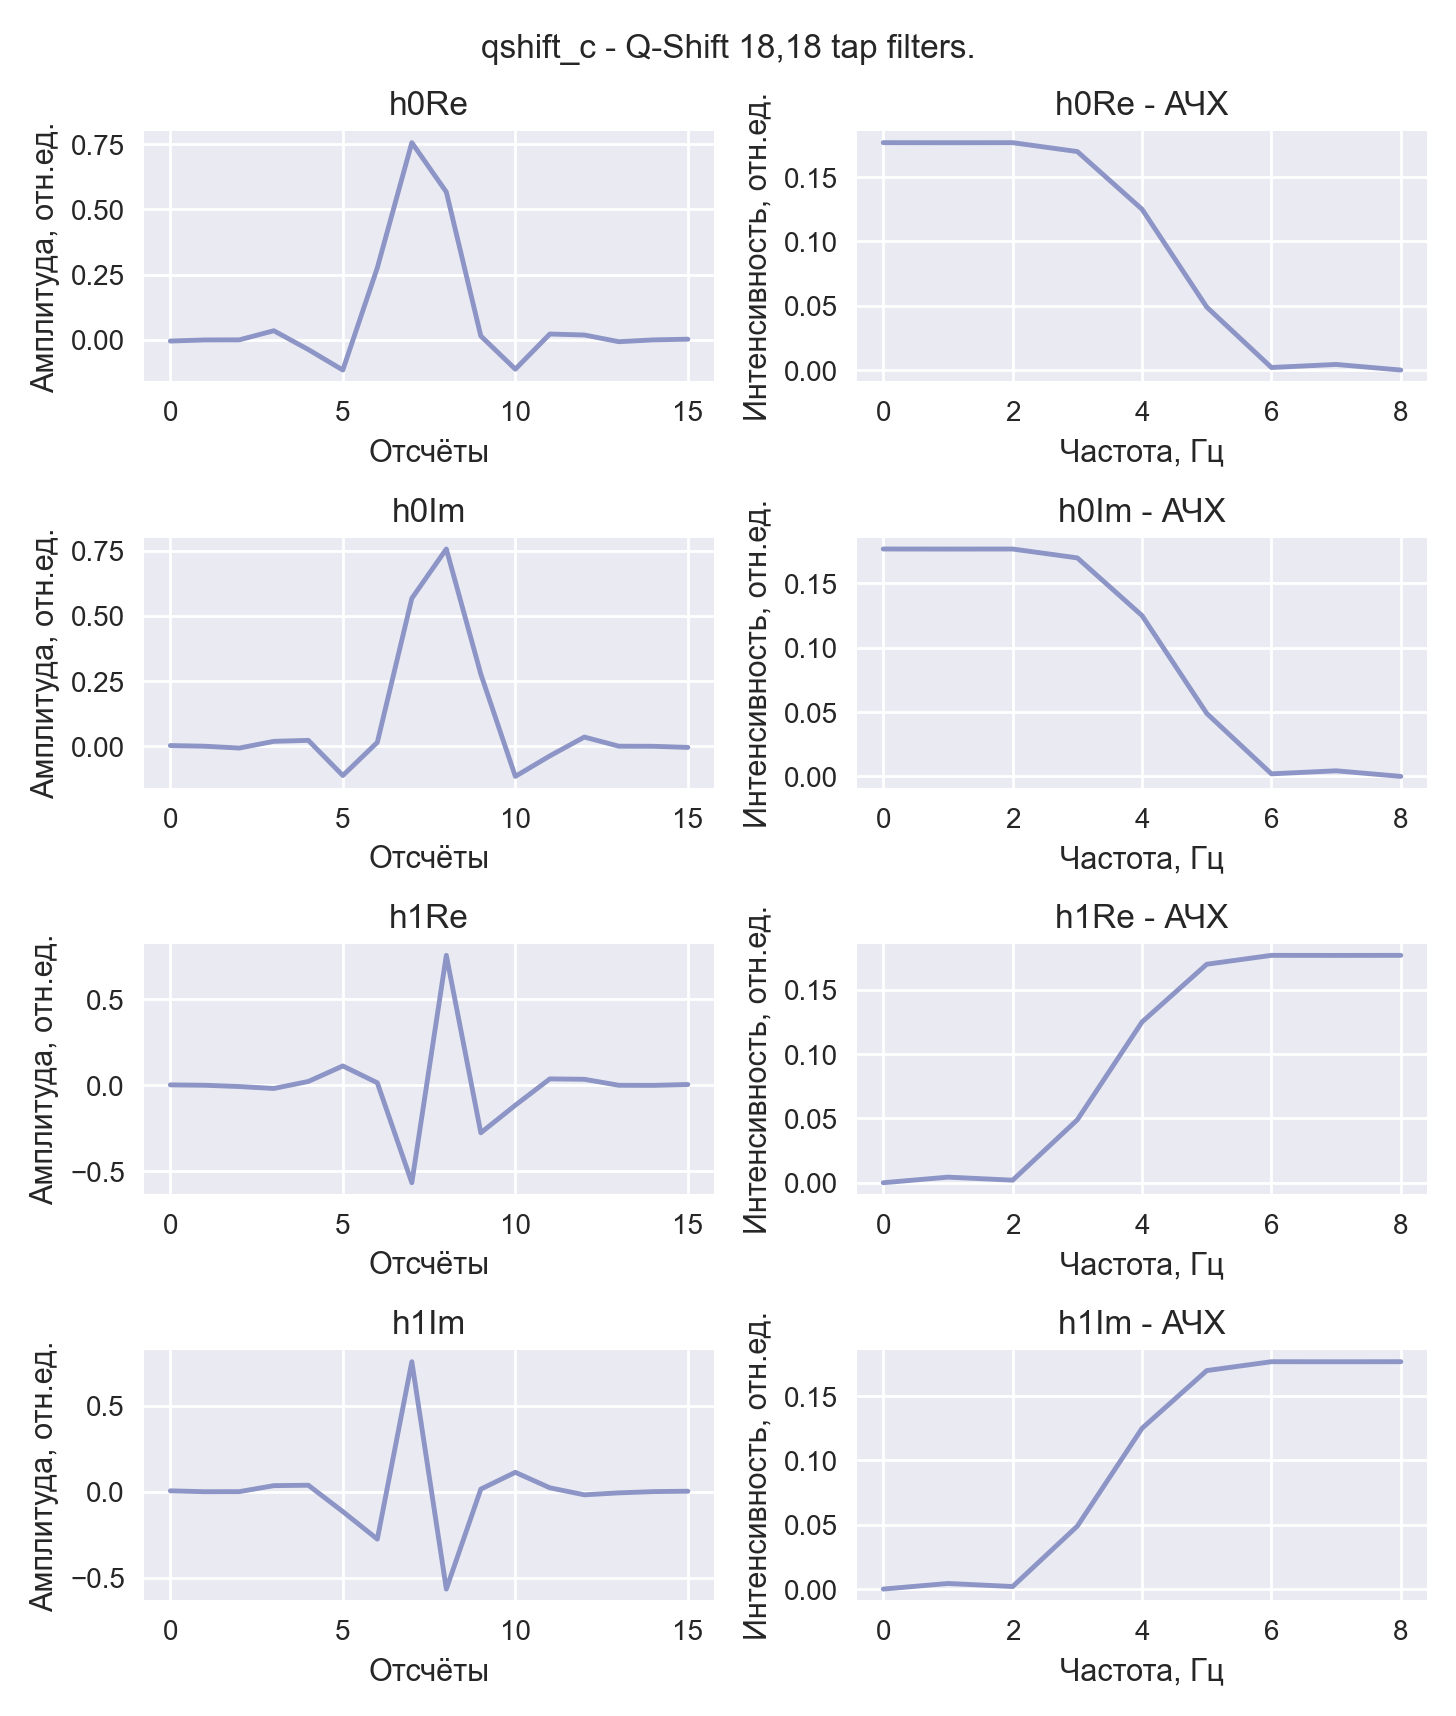 qshift_c - Q-Shift 18,18 tap filters.
h0Re
Амплитуда, отн.ед.
0.75
0.50
0.25
0.00
0 5 10 15
Отсчёты
h0Re - АЧХ
Интенсивность, отн.ед.
0.15
0.10
0.05
0.00
0 2 4 6 8
Частота, Гц
h0Im
Амплитуда, отн.ед.
0.75
0.50
0.25
0.00
0 5 10 15
Отсчёты
h0Im - АЧХ
Интенсивность, отн.ед.
0.15
0.10
0.05
0.00
0 2 4 6 8
Частота, Гц
h1Re
Амплитуда, отн.ед.
0.5
0.0
−0.5
0 5 10 15
Отсчёты
h1Re - АЧХ
Интенсивность, отн.ед.
0.15
0.10
0.05
0.00
0 2 4 6 8
Частота, Гц
h1Im
Амплитуда, отн.ед.
0.5
0.0
−0.5
0 5 10 15
Отсчёты
h1Im - АЧХ
Интенсивность, отн.ед.
0.15
0.10
0.05
0.00
0 2 4 6 8
Частота, Гц